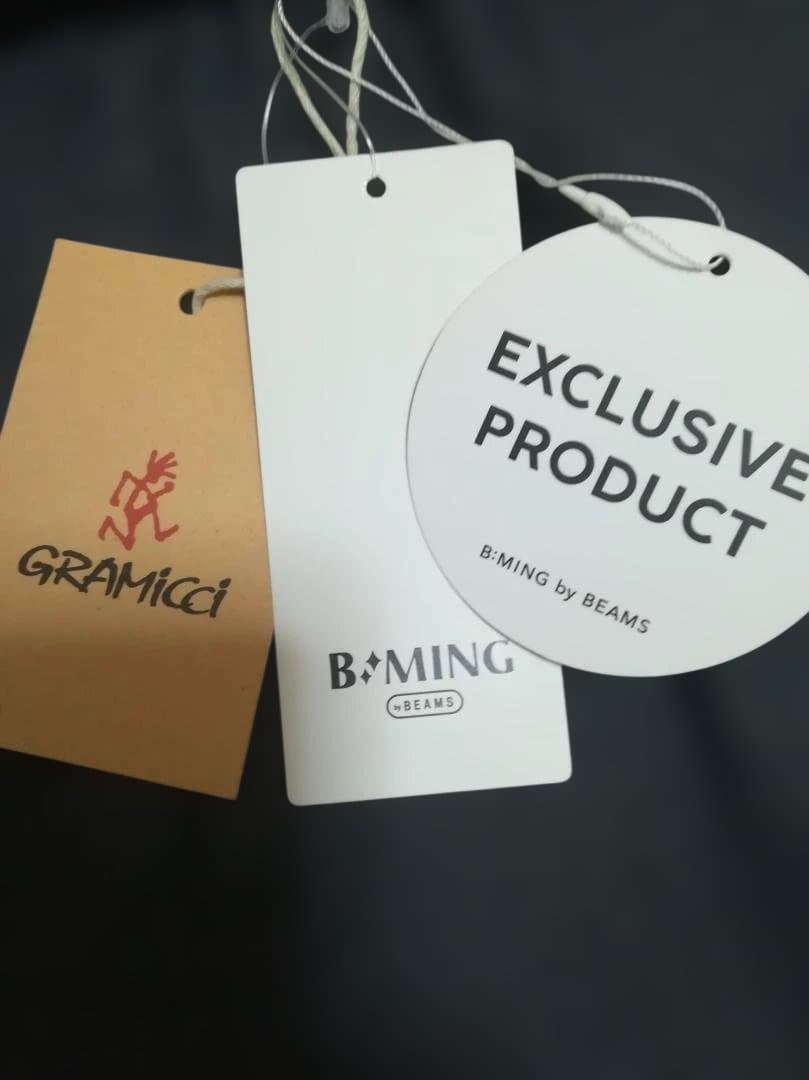 GRAMiCCi
B:MING
by BEAMS
EXCLUSIVE
PRODUCT
B:MING by BEAMS